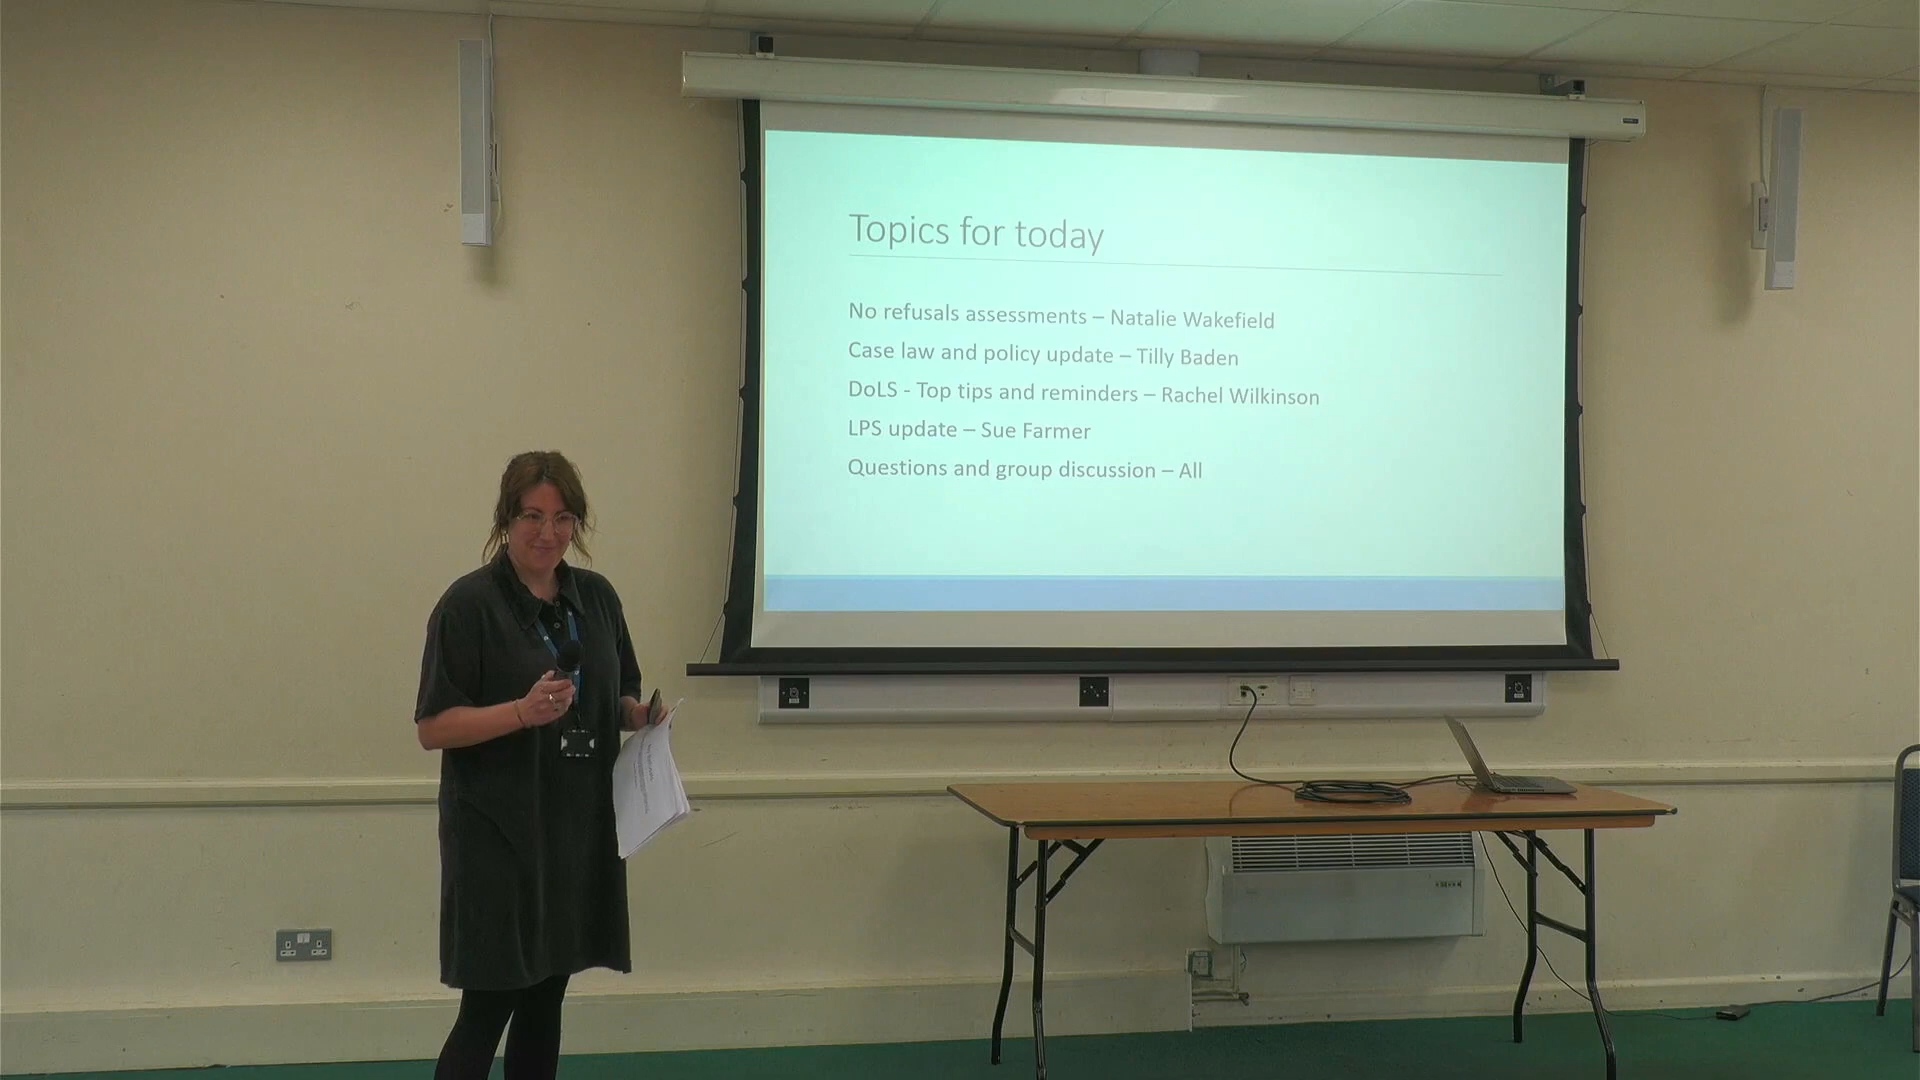 Topics for today
No refusals assessments – Natalie Wakefield
Case law and policy update – Tilly Baden
DoLS - Top tips and reminders – Rachel Wilkinson
LPS update – Sue Farmer
Questions and group discussion – All